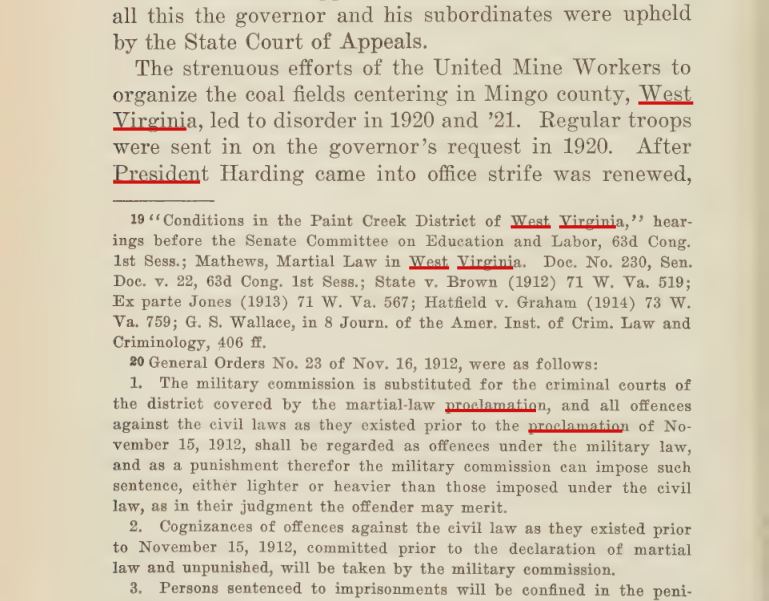 all this the governor and his subordinates were upheld
by the State Court of Appeals.
The strenuous efforts of the United Mine Workers to
organize the coal fields centering in Mingo county, West
Virginia, led to disorder in 1920 and '21. Regular troops
were sent in on the governor's request in 1920. After
President Harding came into office strife was renewed,
19 "Conditions in the Paint Creek District of West Virginia," hear-
ings before the Senate Committee on Education and Labor, 63d Cong.
1st Sess.; Mathews, Martial Law in West Virginia. Doc. No. 230, Sen.
Doc. v. 22, 63d Cong. 1st Sess.; State v. Brown (1912) 71 W. Va. 519;
Ex parte Jones (1913) 71 W. Va. 567; Hatfield v. Graham (1914) 73 W.
Va. 759; G. S. Wallace, in 8 Journ. of the Amer. Inst. of Crim. Law and
Criminology, 406 ff.
20 General Orders No. 23 of Nov. 16, 1912, were as follows:
1. The military commission is substituted for the criminal courts of
the district covered by the martial-law proclamation, and all offences
against the civil laws as they existed prior to the proclamation of No-
vember 15, 1912, shall be regarded as offences under the military law,
and as a punishment therefor the military commission can impose such
sentence, either lighter or heavier than those imposed under the civil
law, as in their judgment the offender may merit.
2. Cognizances of offences against the civil law as they existed prior
to November 15, 1912, committed prior to the declaration of martial
law and unpunished, will be taken by the military commission.
3. Persons sentenced to imprisonments will be confined in the peni-